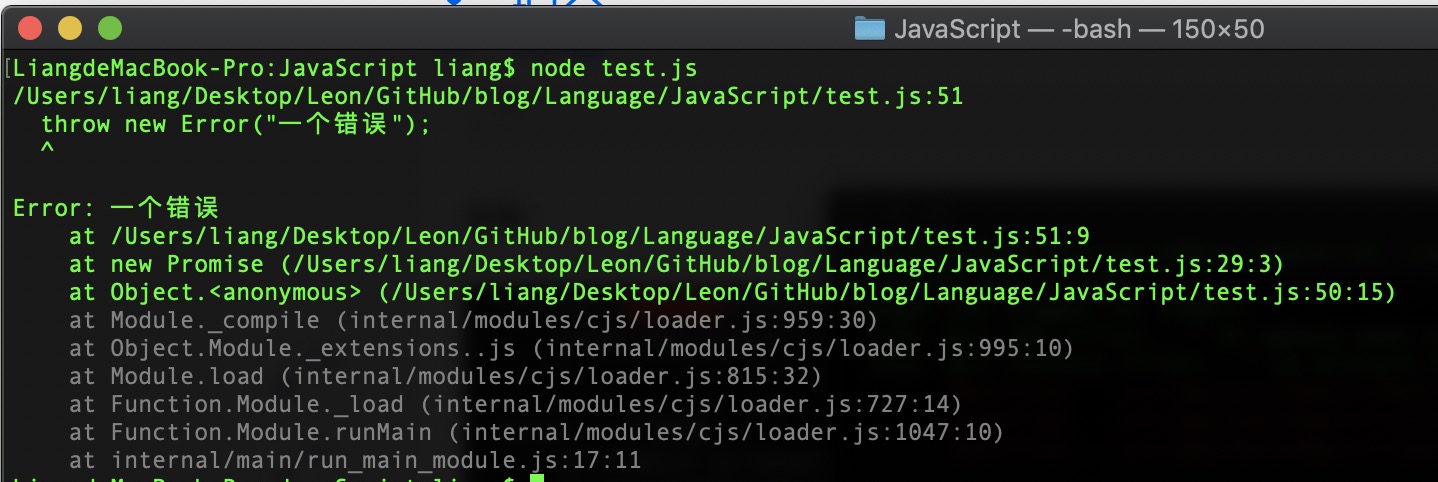 JavaScript — -bash — 150×50
[LiangdeMacBook-Pro:JavaScript liang$ node test.js
/Users/liang/Desktop/Leon/GitHub/blog/Language/JavaScript/test.js:51
  throw new Error("一个错误");
  ^
Error: 一个错误
    at /Users/liang/Desktop/Leon/GitHub/blog/Language/JavaScript/test.js:51:9
    at new Promise (/Users/liang/Desktop/Leon/GitHub/blog/Language/JavaScript/test.js:29:3)
    at Object.<anonymous> (/Users/liang/Desktop/Leon/GitHub/blog/Language/JavaScript/test.js:50:15)
    at Module._compile (internal/modules/cjs/loader.js:959:30)
    at Object.Module._extensions..js (internal/modules/cjs/loader.js:995:10)
    at Module.load (internal/modules/cjs/loader.js:815:32)
    at Function.Module._load (internal/modules/cjs/loader.js:727:14)
    at Function.Module.runMain (internal/modules/cjs/loader.js:1047:10)
    at internal/main/run_main_module.js:17:11